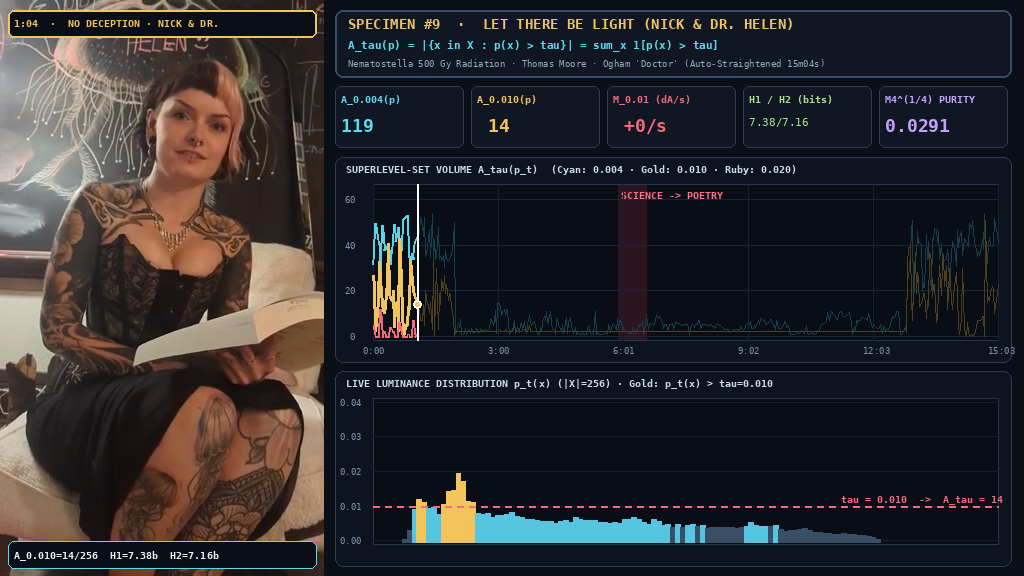 1:04  ·  NO DECEPTION · NICK & DR.
HELEN
A_0.010=14/256  H1=7.38b  H2=7.16b
SPECIMEN #9  ·  LET THERE BE LIGHT (NICK & DR. HELEN)
A_tau(p) = |{x in X : p(x) > tau}| = sum_x 1[p(x) > tau]
Nematostella 500 Gy Radiation · Thomas Moore · Ogham 'Doctor' (Auto-Straightened 15m04s)
A_0.004(p)
119
A_0.010(p)
14
M_0.01 (dA/s)
+0/s
H1 / H2 (bits)
7.38/7.16
M4^(1/4) PURITY
0.0291
SUPERLEVEL-SET VOLUME A_tau(p_t)  (Cyan: 0.004 · Gold: 0.010 · Ruby: 0.020)
SCIENCE -> POETRY
60
40
20
0
0:00
3:00
6:01
9:02
12:03
15:03
LIVE LUMINANCE DISTRIBUTION p_t(x) (|X|=256) · Gold: p_t(x) > tau=0.010
0.04
0.03
0.02
0.01
0.00
tau = 0.010  ->  A_tau = 14